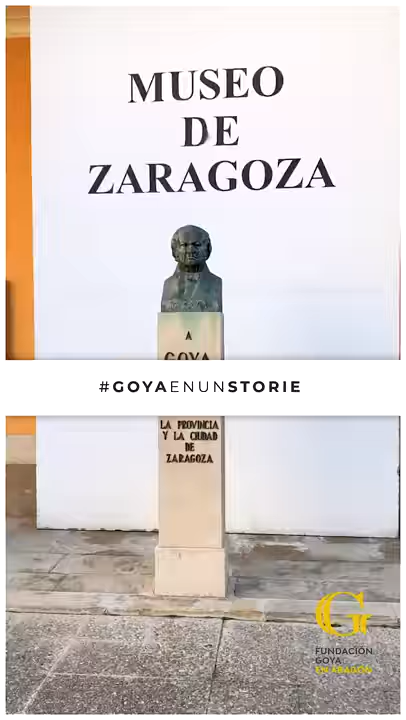 MUSEO
DE
ZARAGOZA
A
GOYA
#GOYAENUNSTORIE
LA PROVINCIA
Y LA CIUDAD
DE
ZARAGOZA
G
FUNDACIÓN
GOYA
EN ARAGÓN